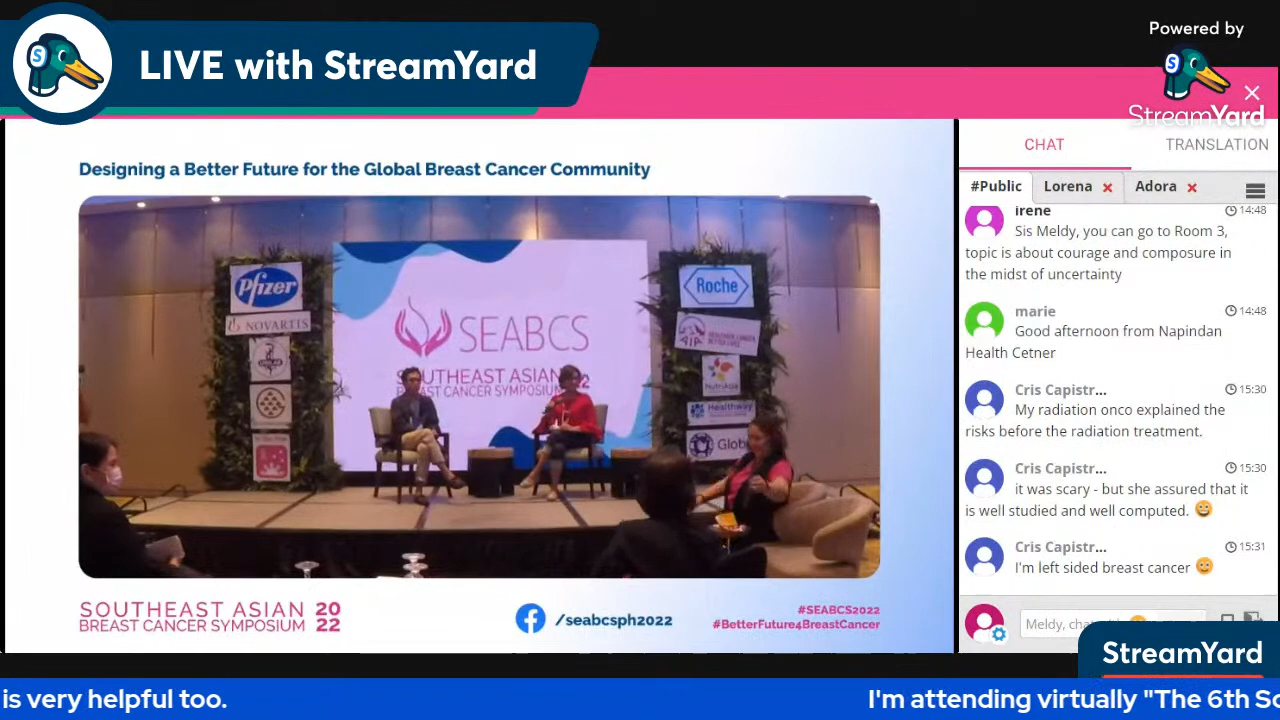 LIVE with StreamYard
Powered by
StreamYard
Designing a Better Future for the Global Breast Cancer Community
Pfizer
NOVARTIS
SEABCS
SOUTHEAST ASIAN
BREAST CANCER SYMPOSIUM
Roche
AIA
Healthway
Glob
SOUTHEAST ASIAN 20
BREAST CANCER SYMPOSIUM 22
/seabcsph2022
#SEABCS2022
#BetterFuture4BreastCancer
CHAT TRANSLATION
#Public Lorena Adora
irene 14:48
Sis Meldy, you can go to Room 3,
topic is about courage and composure in
the midst of uncertainty
marie 14:48
Good afternoon from Napindan
Health Cetner
Cris Capistr... 15:30
My radiation onco explained the
risks before the radiation treatment.
Cris Capistr... 15:30
it was scary - but she assured that it
is well studied and well computed.
Cris Capistr... 15:31
I'm left sided breast cancer
Meldy, cha
StreamYard
is very helpful too.
I'm attending virtually "The 6th So